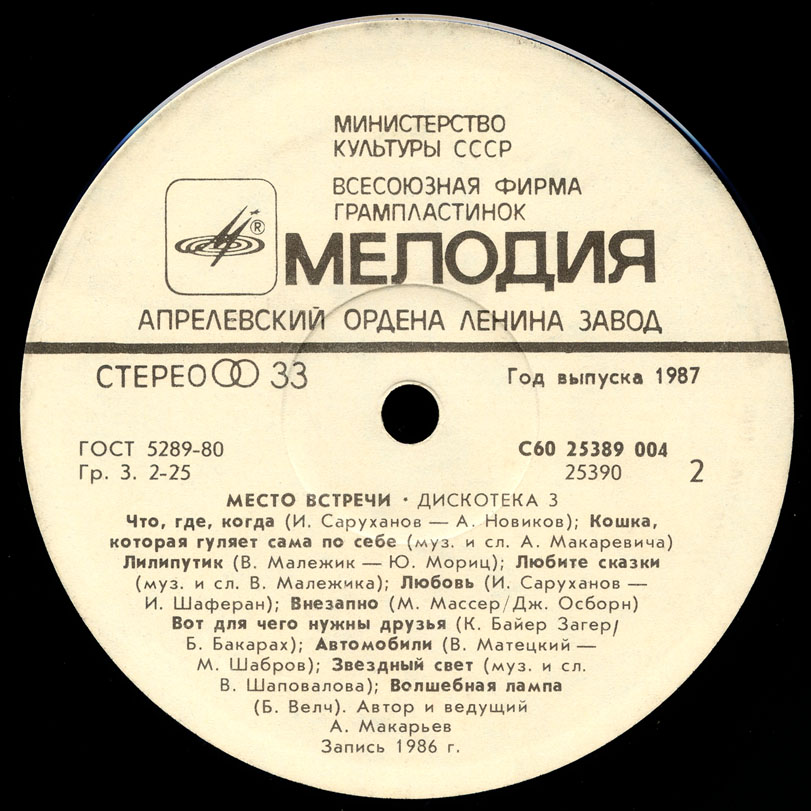 МИНИСТЕРСТВО
КУЛЬТУРЫ СССР
ВСЕСОЮЗНАЯ ФИРМА
ГРАМПЛАСТИНОК
®
МЕЛОДИЯ
АПРЕЛЕВСКИЙ ОРДЕНА ЛЕНИНА ЗАВОД
СТЕРЕО 33
Год выпуска 1987
ГОСТ 5289-80
Гр. 3. 2-25
С60 25389 004
25390
2
МЕСТО ВСТРЕЧИ • ДИСКОТЕКА 3
Что, где, когда (И. Саруханов — А. Новиков); Кошка,
которая гуляет сама по себе (муз. и сл. А. Макаревича)
Лилипутик (В. Малежик — Ю. Мориц); Любите сказки
(муз. и сл. В. Малежика); Любовь (И. Саруханов —
И. Шаферан); Внезапно (М. Массер/Дж. Осборн)
Вот для чего нужны друзья (К. Байер Загер/
Б. Бакарах); Автомобили (В. Матецкий —
М. Шабров); Звездный свет (муз. и сл.
В. Шаповалова); Волшебная лампа
(Б. Велч). Автор и ведущий
А. Макарьев
Запись 1986 г.